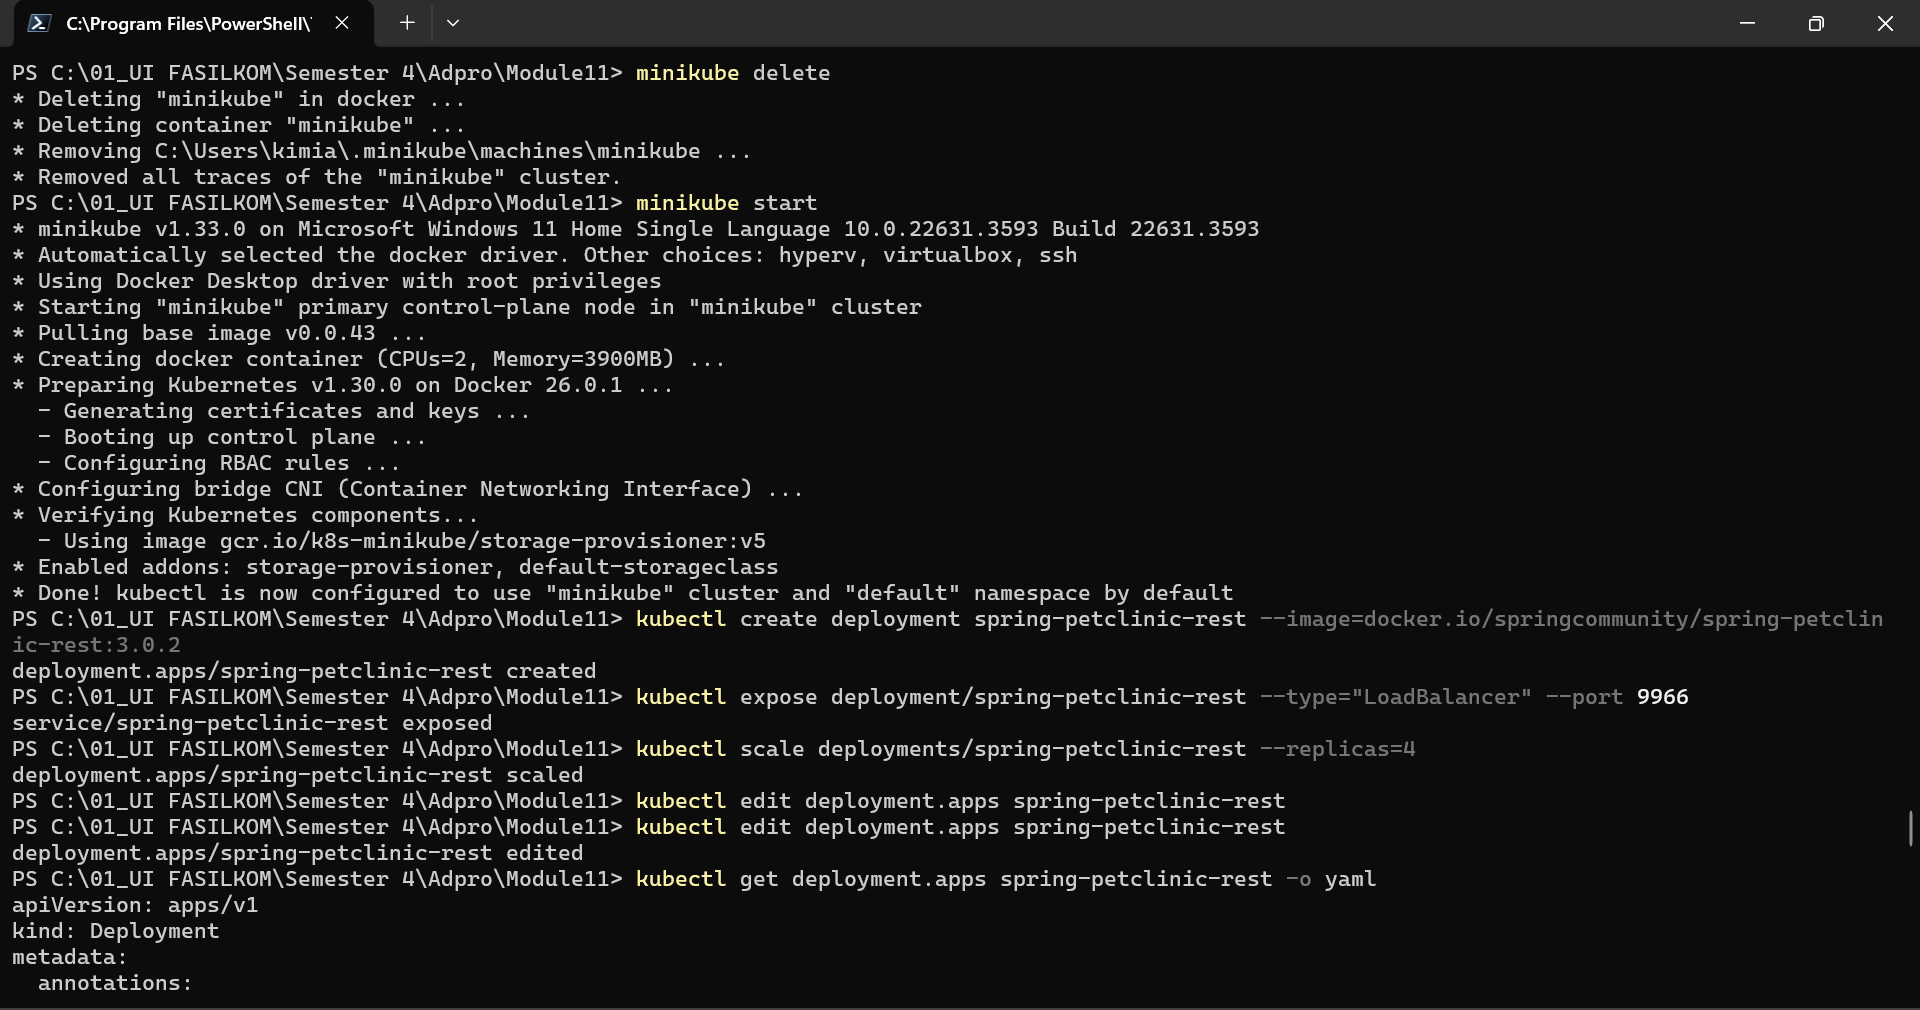 C:\Program Files\PowerShell\
PS C:\01_UI FASILKOM\Semester 4\Adpro\Module11> minikube delete
* Deleting "minikube" in docker ...
* Deleting container "minikube" ...
* Removing C:\Users\kimia\.minikube\machines\minikube ...
* Removed all traces of the "minikube" cluster.
PS C:\01_UI FASILKOM\Semester 4\Adpro\Module11> minikube start
* minikube v1.33.0 on Microsoft Windows 11 Home Single Language 10.0.22631.3593 Build 22631.3593
* Automatically selected the docker driver. Other choices: hyperv, virtualbox, ssh
* Using Docker Desktop driver with root privileges
* Starting "minikube" primary control-plane node in "minikube" cluster
* Pulling base image v0.0.43 ...
* Creating docker container (CPUs=2, Memory=3900MB) ...
* Preparing Kubernetes v1.30.0 on Docker 26.0.1 ...
  - Generating certificates and keys ...
  - Booting up control plane ...
  - Configuring RBAC rules ...
* Configuring bridge CNI (Container Networking Interface) ...
* Verifying Kubernetes components...
  - Using image gcr.io/k8s-minikube/storage-provisioner:v5
* Enabled addons: storage-provisioner, default-storageclass
* Done! kubectl is now configured to use "minikube" cluster and "default" namespace by default
PS C:\01_UI FASILKOM\Semester 4\Adpro\Module11> kubectl create deployment spring-petclinic-rest --image=docker.io/springcommunity/spring-petclin
ic-rest:3.0.2
deployment.apps/spring-petclinic-rest created
PS C:\01_UI FASILKOM\Semester 4\Adpro\Module11> kubectl expose deployment/spring-petclinic-rest --type="LoadBalancer" --port 9966
service/spring-petclinic-rest exposed
PS C:\01_UI FASILKOM\Semester 4\Adpro\Module11> kubectl scale deployments/spring-petclinic-rest --replicas=4
deployment.apps/spring-petclinic-rest scaled
PS C:\01_UI FASILKOM\Semester 4\Adpro\Module11> kubectl edit deployment.apps spring-petclinic-rest
PS C:\01_UI FASILKOM\Semester 4\Adpro\Module11> kubectl edit deployment.apps spring-petclinic-rest
deployment.apps/spring-petclinic-rest edited
PS C:\01_UI FASILKOM\Semester 4\Adpro\Module11> kubectl get deployment.apps spring-petclinic-rest -o yaml
apiVersion: apps/v1
kind: Deployment
metadata:
  annotations: